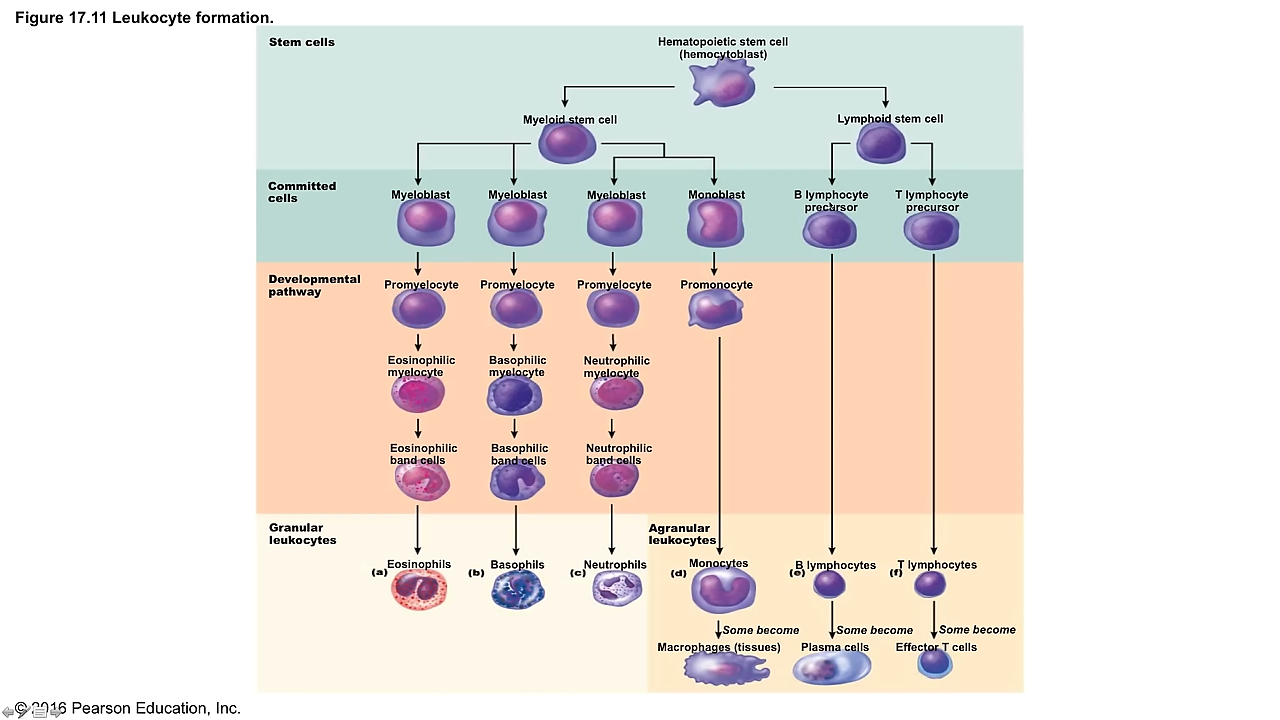 Figure 17.11 Leukocyte formation.
Stem cells
Hematopoietic stem cell
(hemocytoblast)
Myeloid stem cell
Lymphoid stem cell
Committed
cells
Myeloblast
Myeloblast
Myeloblast
Monoblast
B lymphocyte
precursor
T lymphocyte
precursor
Developmental
pathway
Promyelocyte
Promyelocyte
Promyelocyte
Promonocyte
Eosinophilic
myelocyte
Basophilic
myelocyte
Neutrophilic
myelocyte
Eosinophilic
band cells
Basophilic
band cells
Neutrophilic
band cells
Granular
leukocytes
Agranular
leukocytes
(a) Eosinophils
(b) Basophils
(c) Neutrophils
(d) Monocytes
(e) B lymphocytes
(f) T lymphocytes
Some become
Some become
Some become
Macrophages (tissues)
Plasma cells
Effector T cells
© 2016 Pearson Education, Inc.